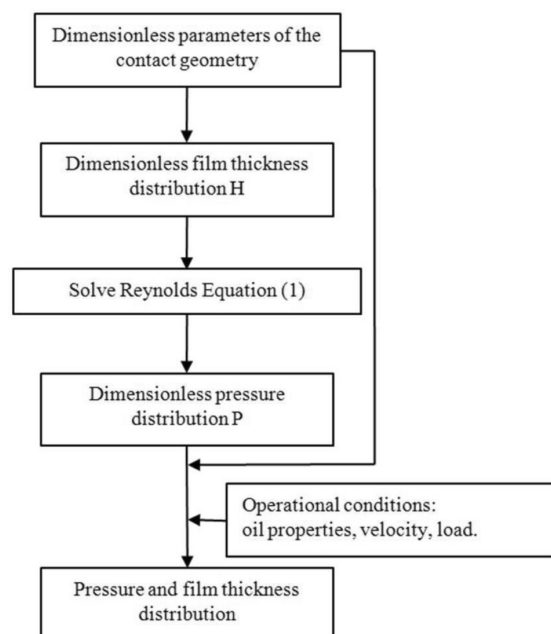 Dimensionless parameters of the
contact geometry
Dimensionless film thickness
distribution H
Solve Reynolds Equation (1)
Dimensionless pressure
distribution P
Operational conditions:
oil properties, velocity, load.
Pressure and film thickness
distribution